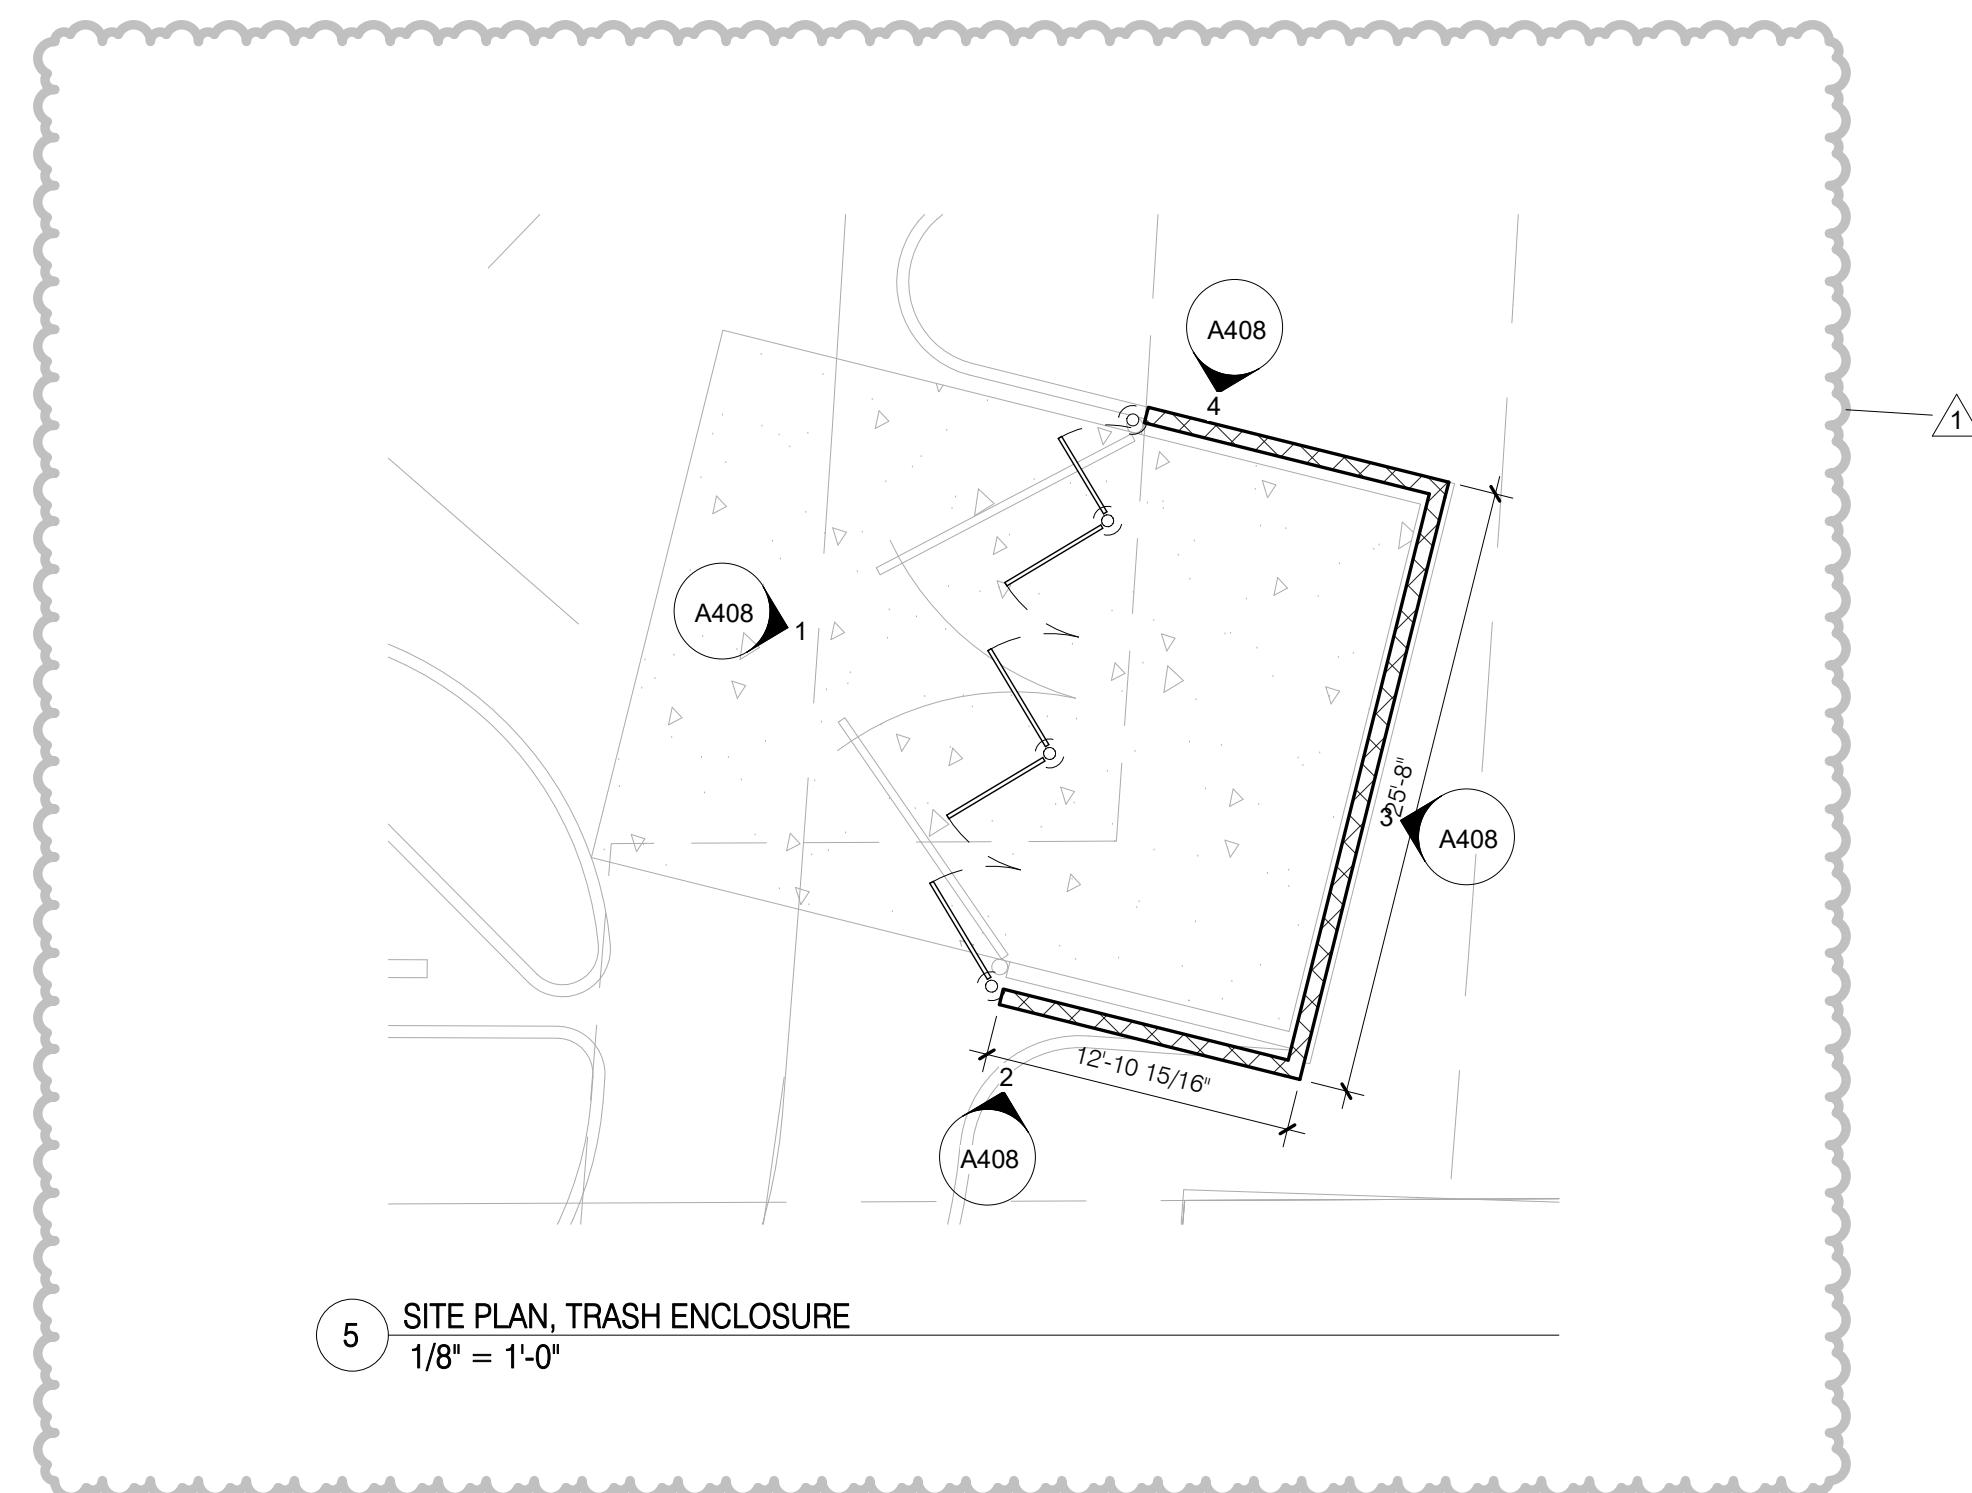 A408
4
1
A408
1
25'-8"
3
A408
12'-10 15/16"
2
A408
5
SITE PLAN, TRASH ENCLOSURE
1/8" = 1'-0"